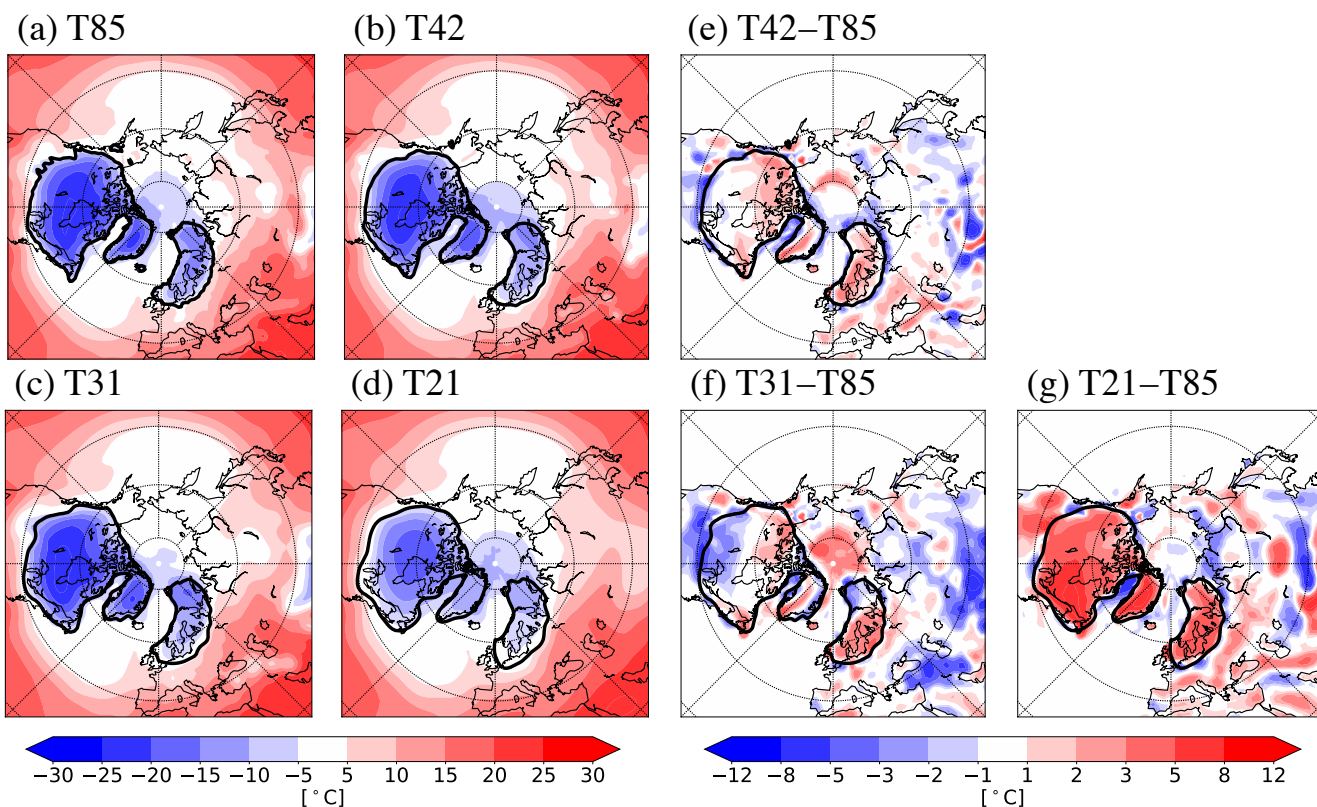 (a) T85
(b) T42
(e) T42–T85
(c) T31
(d) T21
(f) T31–T85
(g) T21–T85
−30 −25 −20 −15 −10 −5 5 10 15 20 25 30
[°C]
−12 −8 −5 −3 −2 −1 1 2 3 5 8 12
[°C]